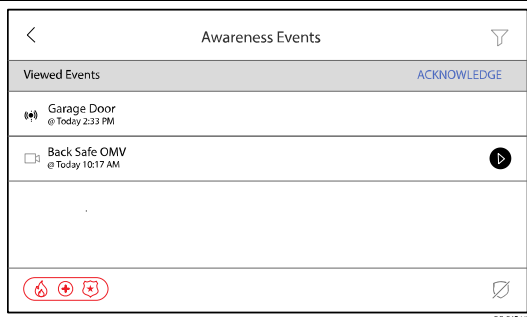 Awareness Events
Viewed Events
ACKNOWLEDGE
Garage Door
@ Today 2:33 PM
Back Safe OMV
@ Today 10:17 AM